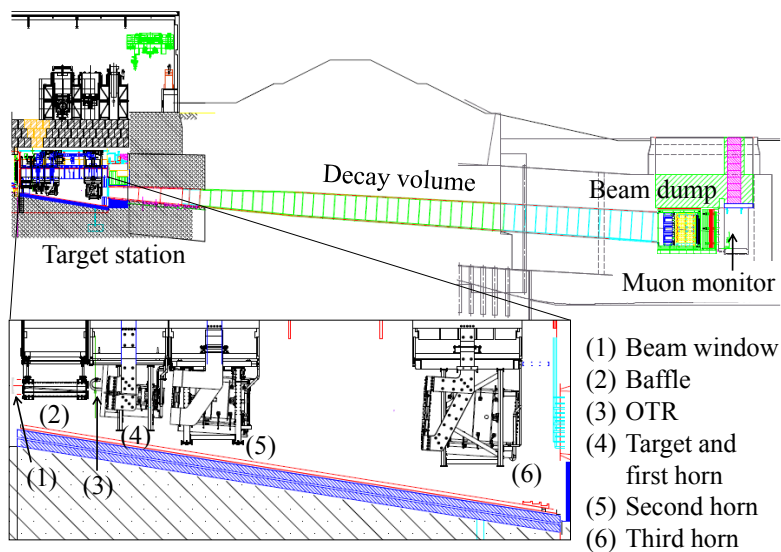 Decay volume
Beam dump
Target station
Muon monitor
(1) Beam window
(2) Baffle
(3) OTR
(4) Target and
first horn
(5) Second horn
(6) Third horn
(2)
(4)
(5)
(1)
(3)
(6)